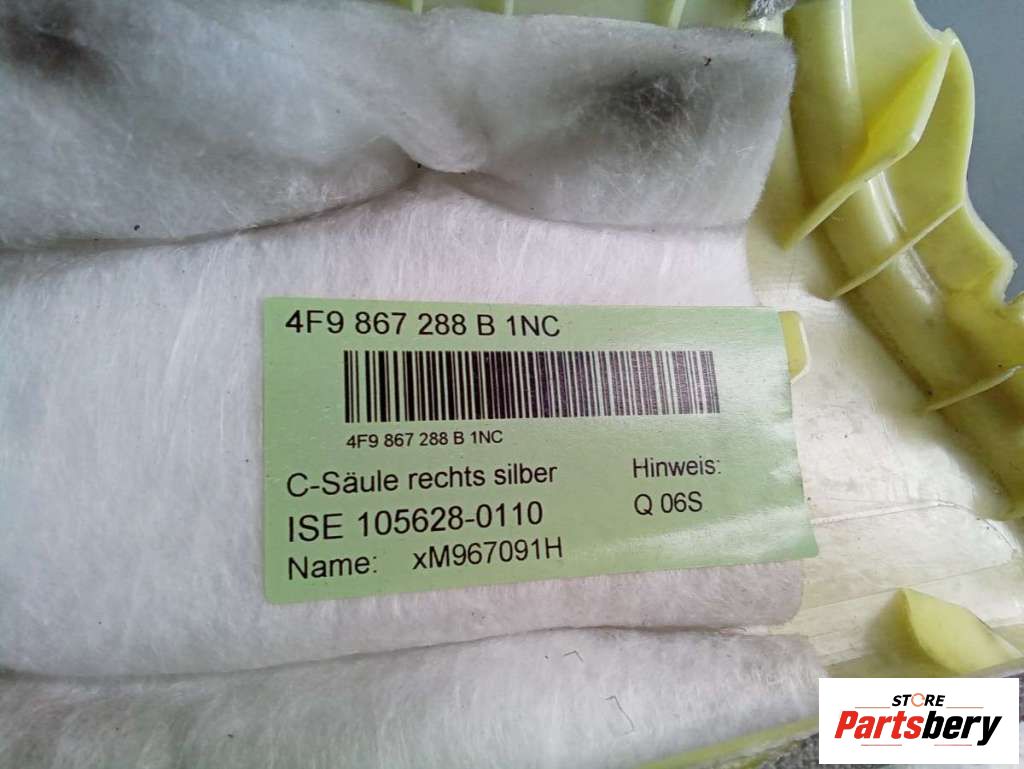 4F9 867 288 B 1NC
4F9 867 288 B 1NC
C-Säule rechts silber
Hinweis:
ISE 105628-0110
Q 06S
Name: xM967091H
STORE
Partsbery